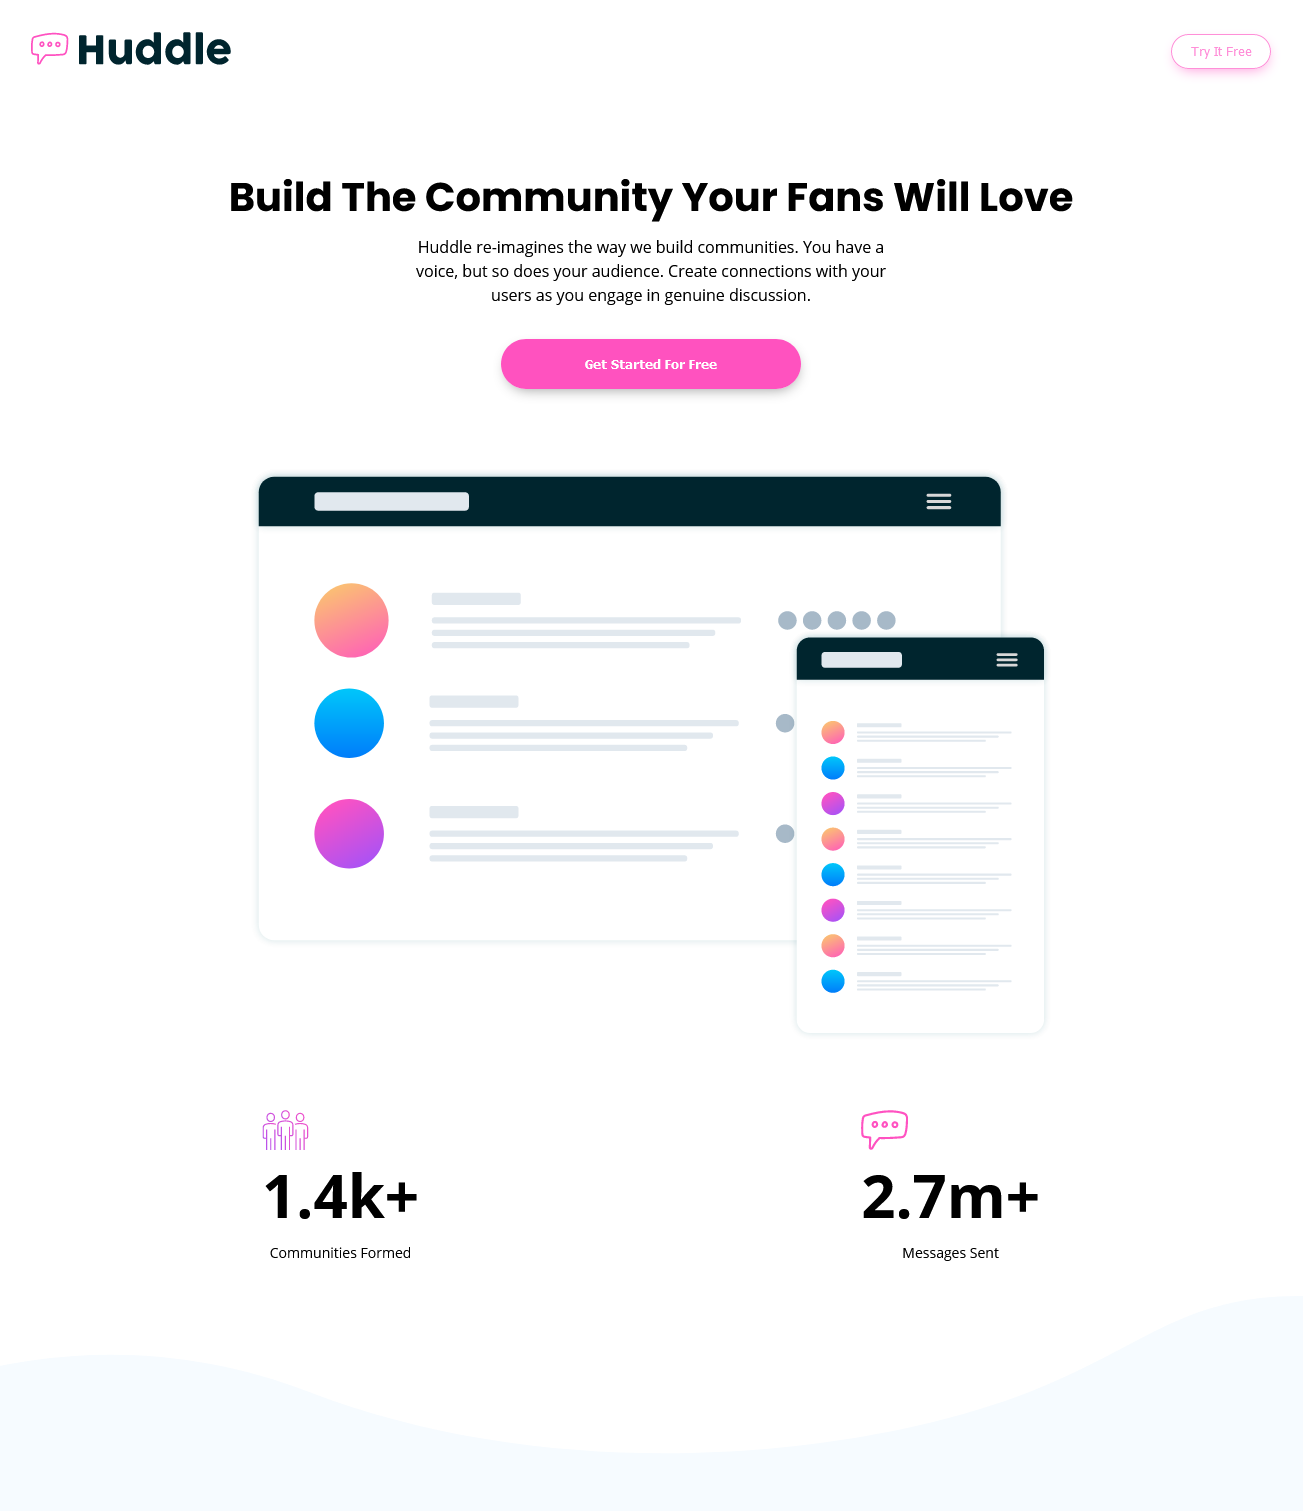 Huddle
Try It Free
Build The Community Your Fans Will Love
Huddle re-imagines the way we build communities. You have a
voice, but so does your audience. Create connections with your
users as you engage in genuine discussion.
Get Started For Free
1.4k+
Communities Formed
2.7m+
Messages Sent